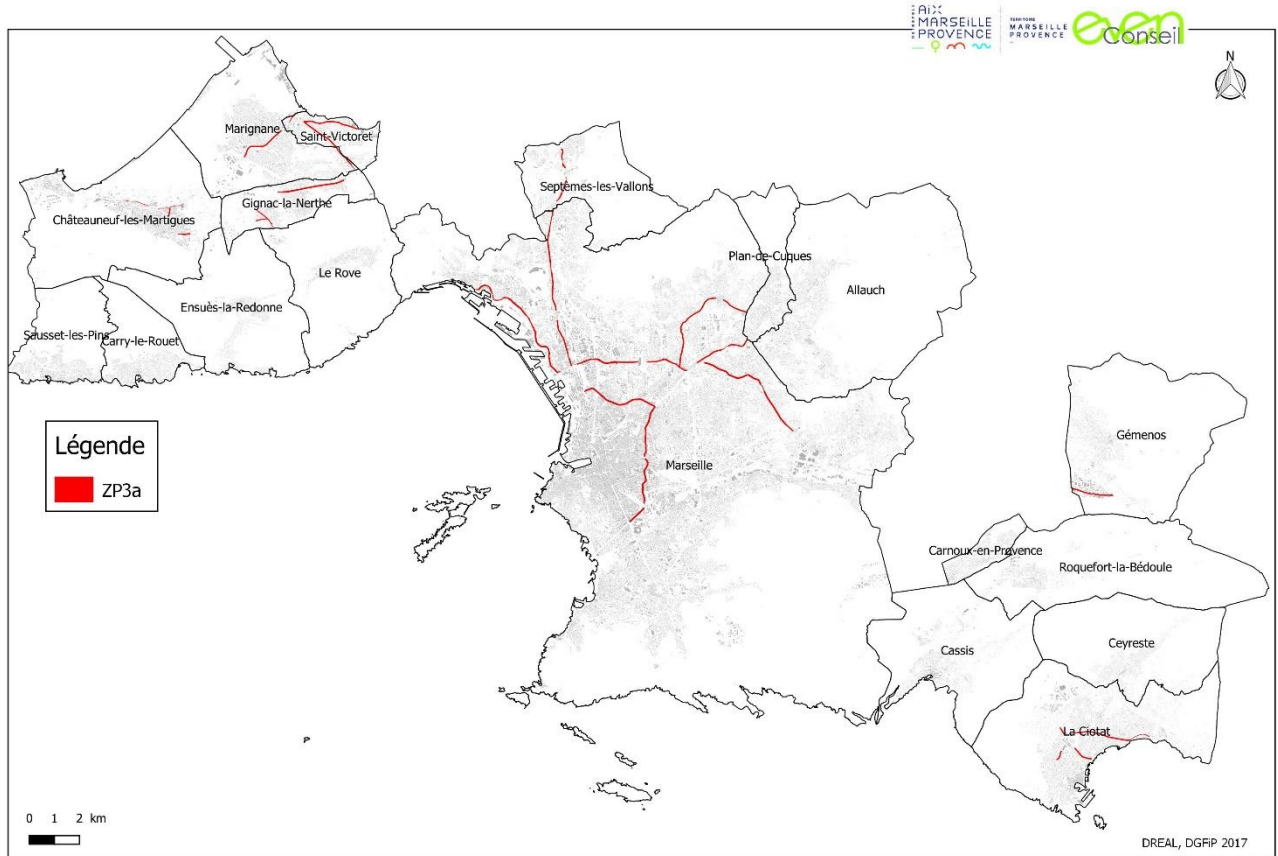 AIX
MARSEILLE
PROVENCE
TERRITOIRE
MARSEILLE
PROVENCE
even
Conseil
N
Marignane
Saint-Victoret
Septèmes-les-Vallons
Gignac-la-Nerthe
Châteauneuf-les-Martigues
Plan-de-Cuques
Le Rove
Allauch
Ensuès-la-Redonne
Sausset-les-Pins
Carry-le-Rouet
Gémenos
Légende
ZP3a
Marseille
Carnoux-en-Provence
Roquefort-la-Bédoule
Cassis
Ceyreste
La Ciotat
0 1 2 km
DREAL, DGFiP 2017